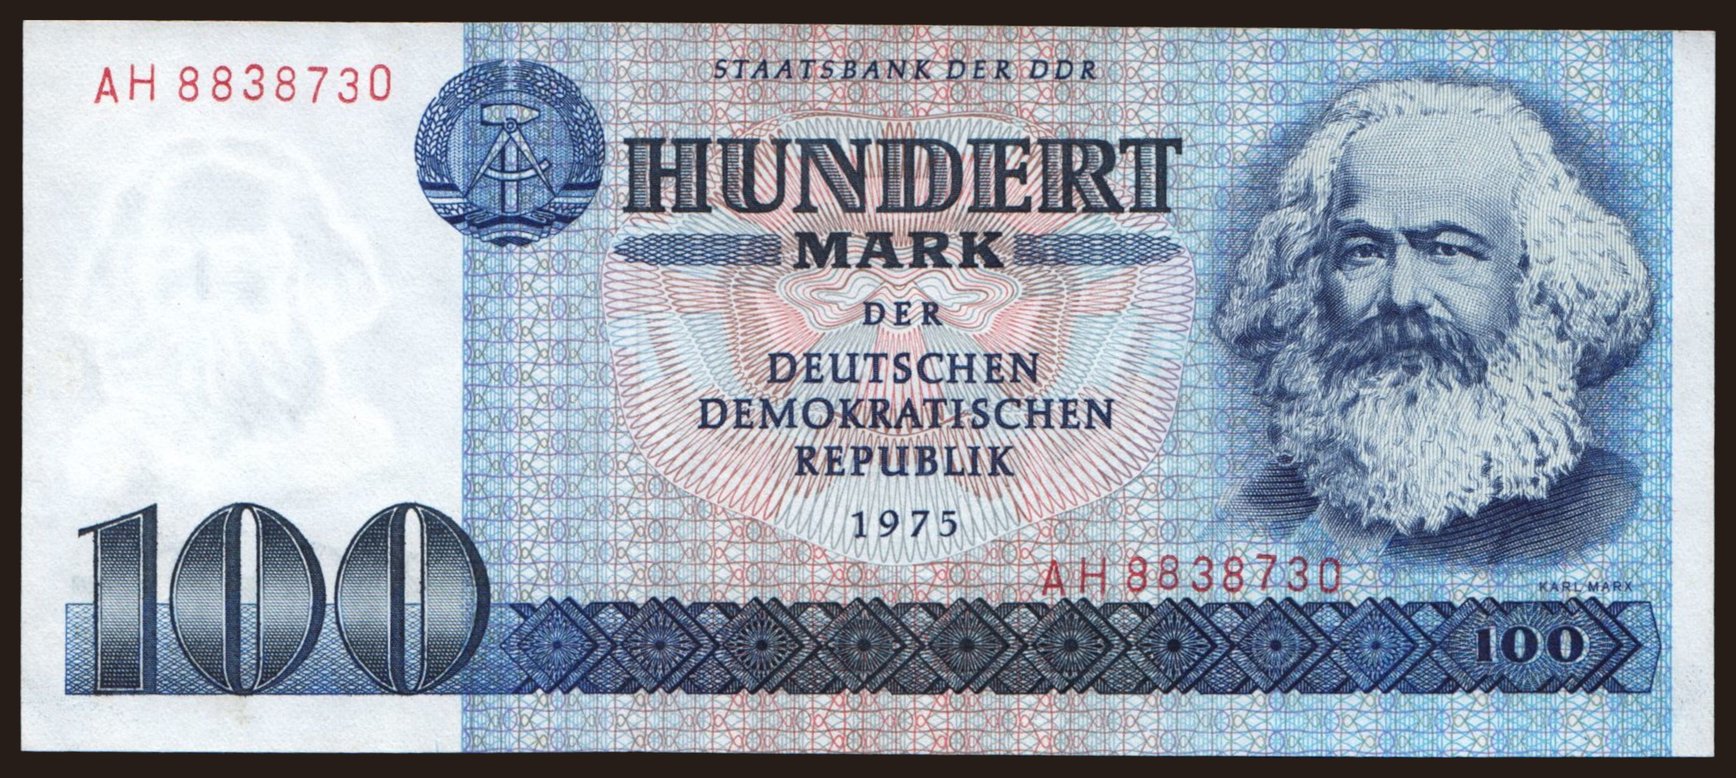 AH 8838730
STAATSBANK DER DDR
HUNDERT
MARK
DER
DEUTSCHEN
DEMOKRATISCHEN
REPUBLIK
1975
AH 8838730
KARL MARX
100
100